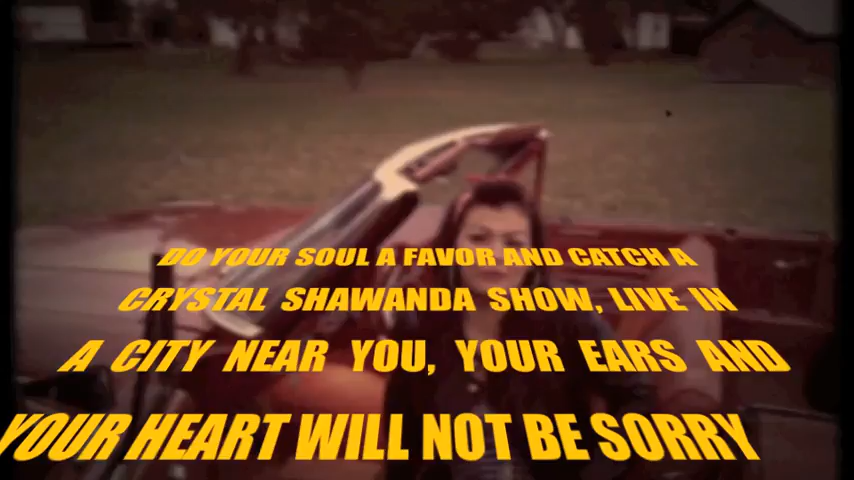 DO YOUR SOUL A FAVOR AND CATCH A
CRYSTAL SHAWANDA SHOW, LIVE IN
A CITY NEAR YOU, YOUR EARS AND
YOUR HEART WILL NOT BE SORRY